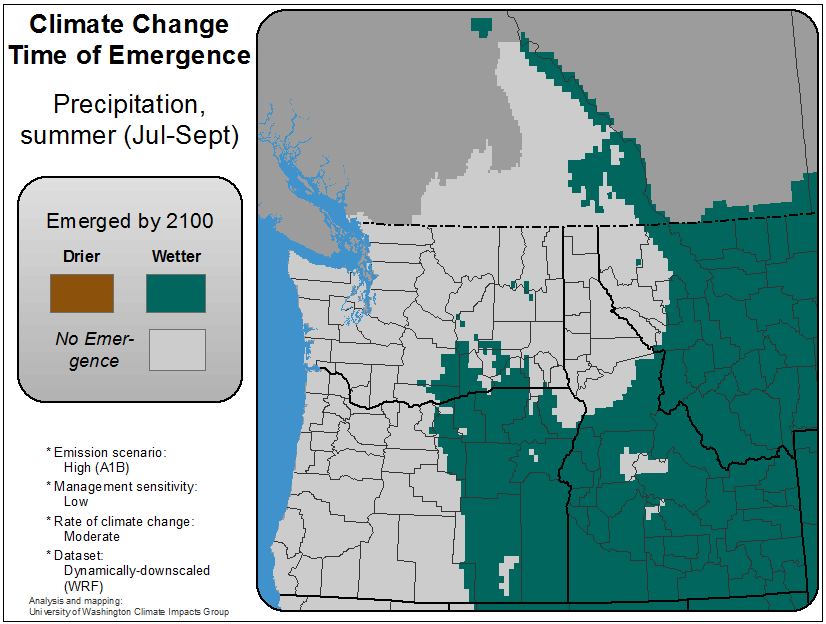 Climate Change
Time of Emergence
Precipitation,
summer (Jul-Sept)
Emerged by 2100
Drier Wetter
No Emer-
gence
* Emission scenario:
High (A1B)
* Management sensitivity:
Low
* Rate of climate change:
Moderate
* Dataset:
Dynamically-downscaled
(WRF)
Analysis and mapping:
University of Washington Climate Impacts Group